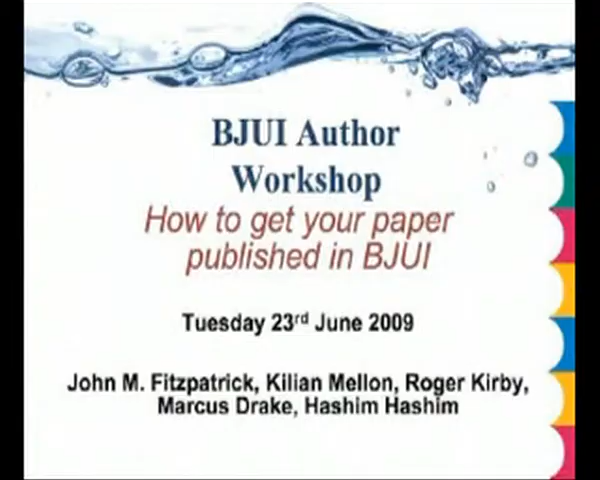 BJUI Author
Workshop
How to get your paper
published in BJUI
Tuesday 23rd June 2009
John M. Fitzpatrick, Kilian Mellon, Roger Kirby,
Marcus Drake, Hashim Hashim